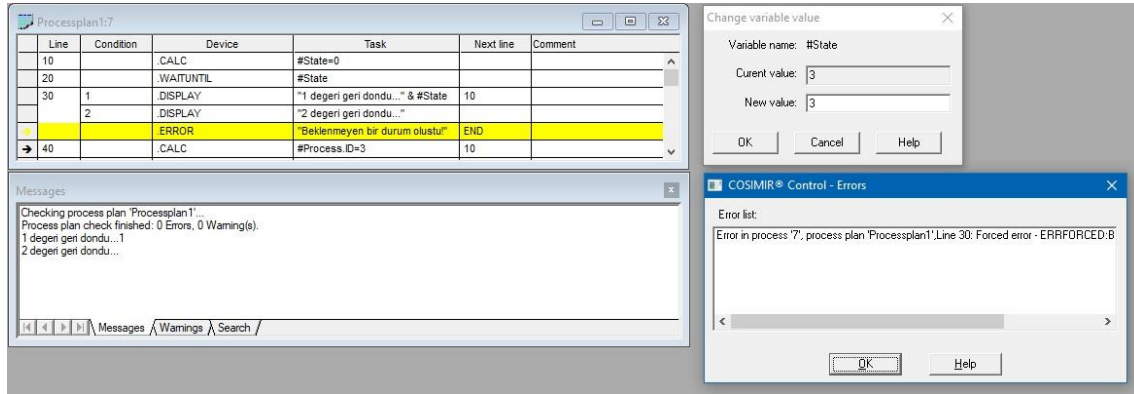 Processplan1:7
Line Condition Device Task Next line Comment
10 .CALC #State=0
20 .WAITUNTIL #State
30 1 .DISPLAY "1 degeri geri dondu..." & #State 10
2 .DISPLAY "2 degeri geri dondu..."
.ERROR "Beklenmeyen bir durum olustu!" END
40 .CALC #Process.ID=3 10
Messages
Checking process plan 'Processplan1'...
Process plan check finished: 0 Errors, 0 Warning(s).
1 degeri geri dondu...1
2 degeri geri dondu...
Messages Warnings Search
Change variable value
Variable name: #State
Curent value: 3
New value: 3
OK Cancel Help
COSIMIR® Control - Errors
Error list:
Error in process '7', process plan 'Processplan1',Line 30: Forced error - ERRFORCED:B
OK Help